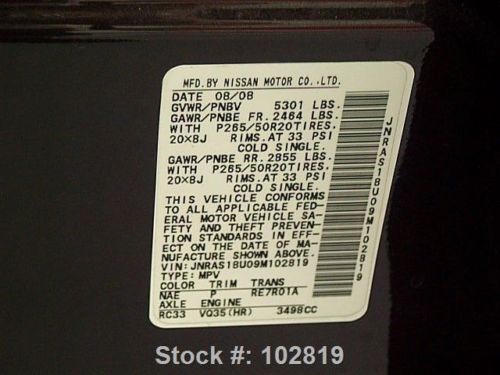 MFD.BY NISSAN MOTOR CO.,LTD.
DATE 08/08
GVWR/PNBV 5301 LBS.
GAWR/PNBE FR. 2464 LBS.
WITH P265/50R20TIRES.
20×8J RIMS.AT 33 PSI
COLD SINGLE.
GAWR/PNBE RR. 2855 LBS.
WITH P265/50R20TIRES.
20×8J RIMS.AT 33 PSI
COLD SINGLE.
THIS VEHICLE CONFORMS
TO ALL APPLICABLE FED-
ERAL MOTOR VEHICLE SA-
FETY AND THEFT PREVEN-
TION STANDARDS IN EFF-
ECT ON THE DATE OF MA-
NUFACTURE SHOWN ABOVE.
VIN: JNRAS18U09M102819
TYPE: MPV
COLOR TRIM TRANS
NAE P RE7R01A
AXLE ENGINE
RC33 VQ35(HR) 3498CC
JNRAS18U09M102819
Stock #: 102819